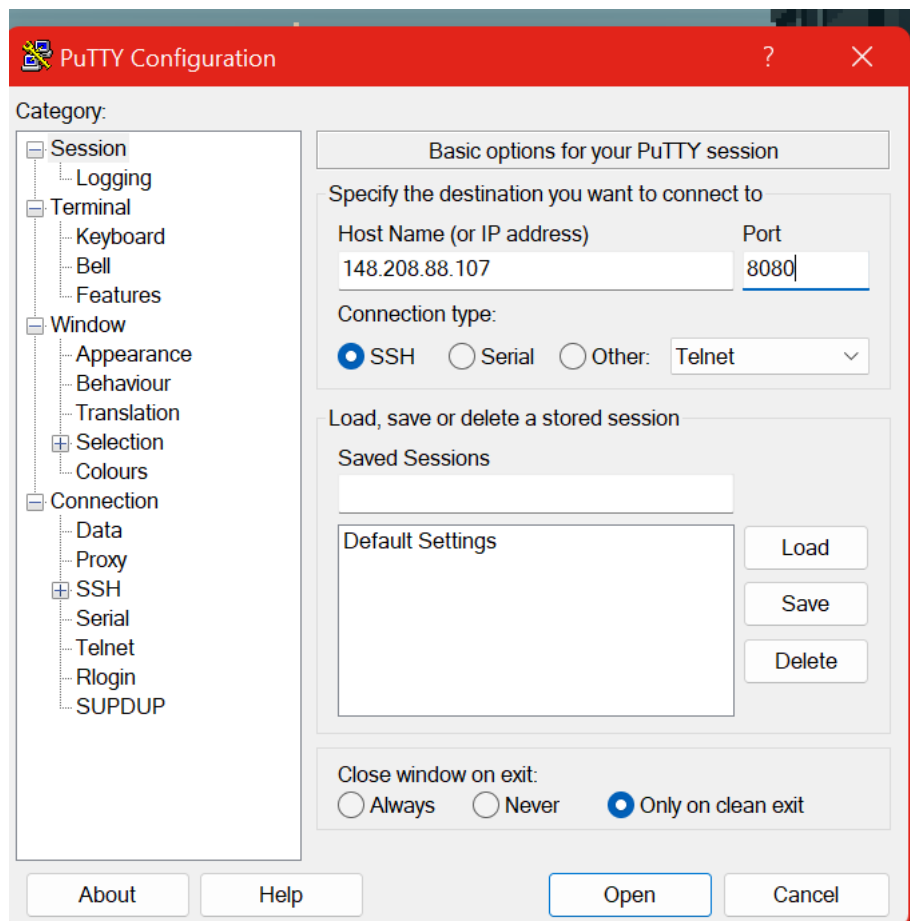 PuTTY Configuration
?
Category:
Session
Logging
Terminal
Keyboard
Bell
Features
Window
Appearance
Behaviour
Translation
Selection
Colours
Connection
Data
Proxy
SSH
Serial
Telnet
Rlogin
SUPDUP
Basic options for your PuTTY session
Specify the destination you want to connect to
Host Name (or IP address) Port
148.208.88.107 8080
Connection type:
SSH Serial Other: Telnet
Load, save or delete a stored session
Saved Sessions
Default Settings
Load
Save
Delete
Close window on exit:
Always Never Only on clean exit
About Help Open Cancel